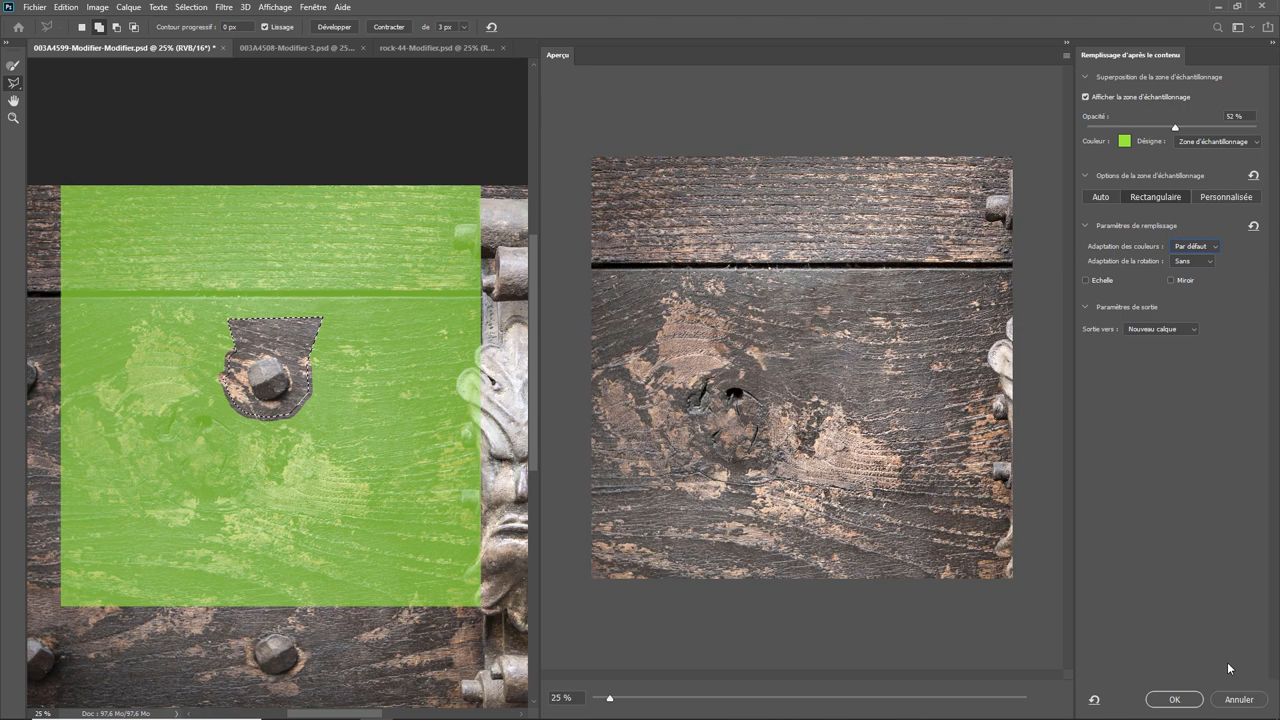 Ps Fichier Edition Image Calque Texte Sélection Filtre 3D Affichage Fenêtre Aide
Contour progressif : 0 px Lissage Développer Contracter de 3 px
003A4599-Modifier-Modifier.psd @ 25% (RVB/16*) * × 003A4508-Modifier-3.psd @ 25... × rock-44-Modifier.psd @ 25% (R... ×
Aperçu
Remplissage d'après le contenu
Superposition de la zone d'échantillonnage
Afficher la zone d'échantillonnage
Opacité : 52 %
Couleur : Désigne : Zone d'échantillonnage
Options de la zone d'échantillonnage
Auto Rectangulaire Personnalisée
Paramètres de remplissage
Adaptation des couleurs : Par défaut
Adaptation de la rotation : Sans
Echelle Miroir
Paramètres de sortie
Sortie vers : Nouveau calque
25 %
OK Annuler
25 % Doc : 97,6 Mo/97,6 Mo